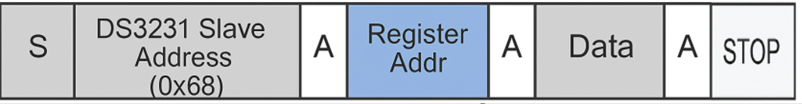 S
DS3231 Slave
Address
(0x68)
A
Register
Addr
A
Data
A
STOP